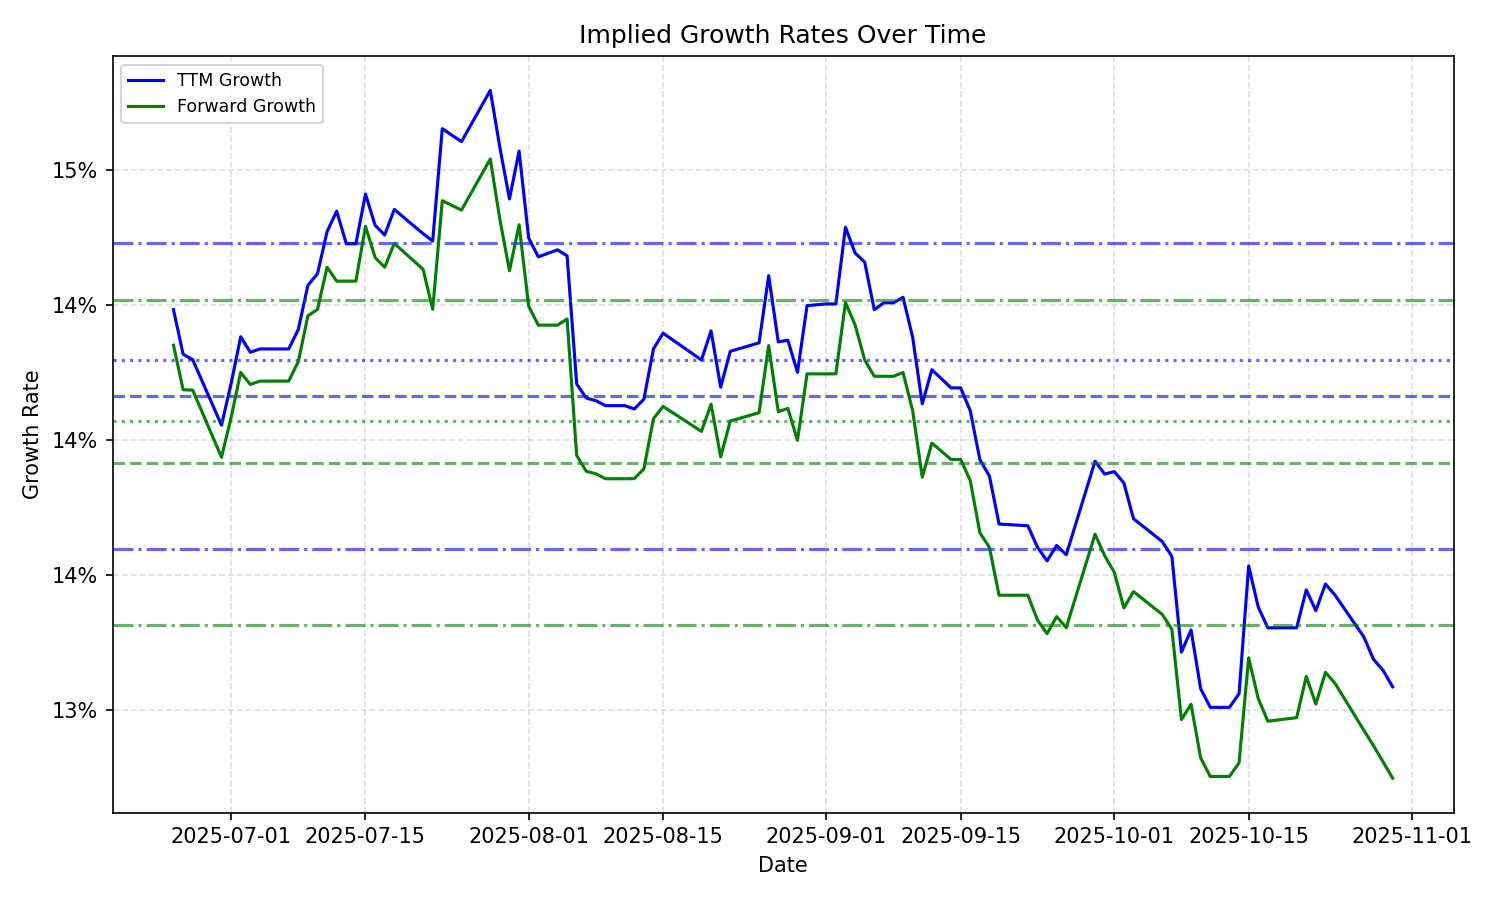 Implied Growth Rates Over Time
TTM Growth
Forward Growth
15%
14%
14%
14%
13%
Growth Rate
2025-07-01 2025-07-15 2025-08-01 2025-08-15 2025-09-01 2025-09-15 2025-10-01 2025-10-15 2025-11-01
Date